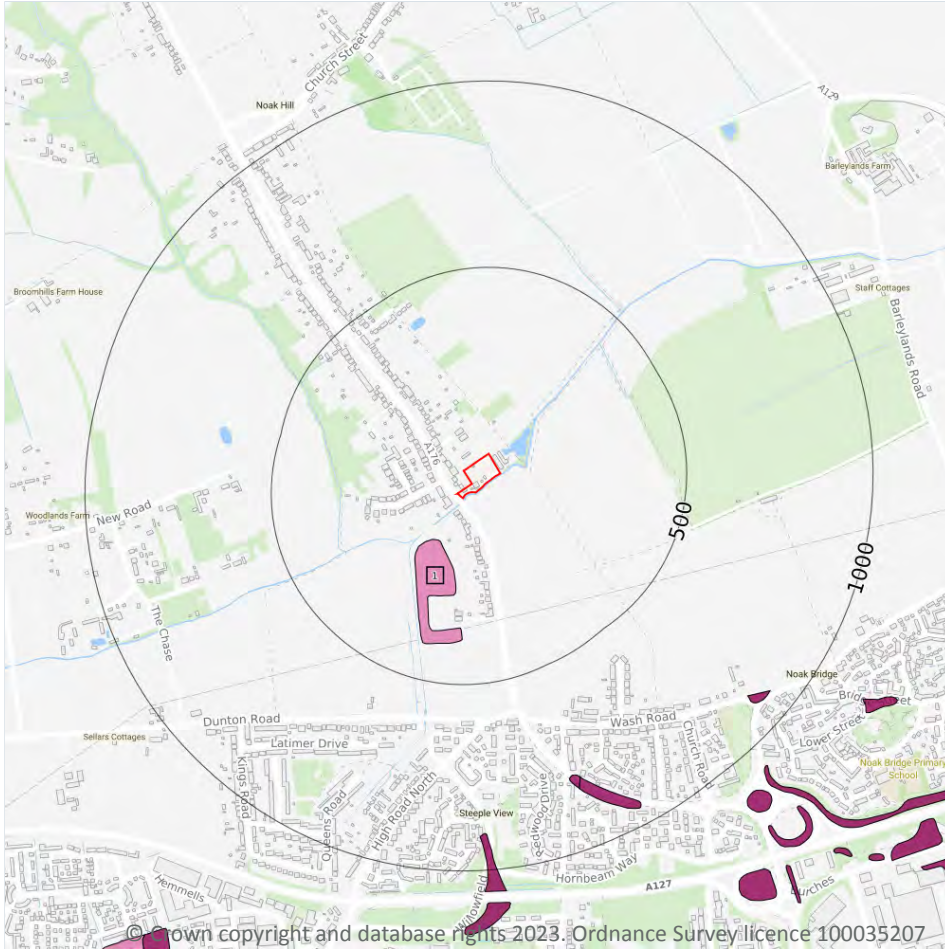 Church Street
Noak Hill
A129
Barleylands Farm
Broomhills Farm House
Staff Cottages
Barleylands Road
A176
500
New Road
Woodlands Farm
1000
1
The Chase
Noak Bridge
Dunton Road
Wash Road
Church Road
Lower Street
Sellars Cottages
Latimer Drive
Kings Road
Queens Road
High Road North
Noak Bridge Primary
School
Steeple View
Rapswood Drive
Hornbeam Way
A127
Hemmells
Willowfield
Burches
© Crown copyright and database rights 2023. Ordnance Survey licence 100035207